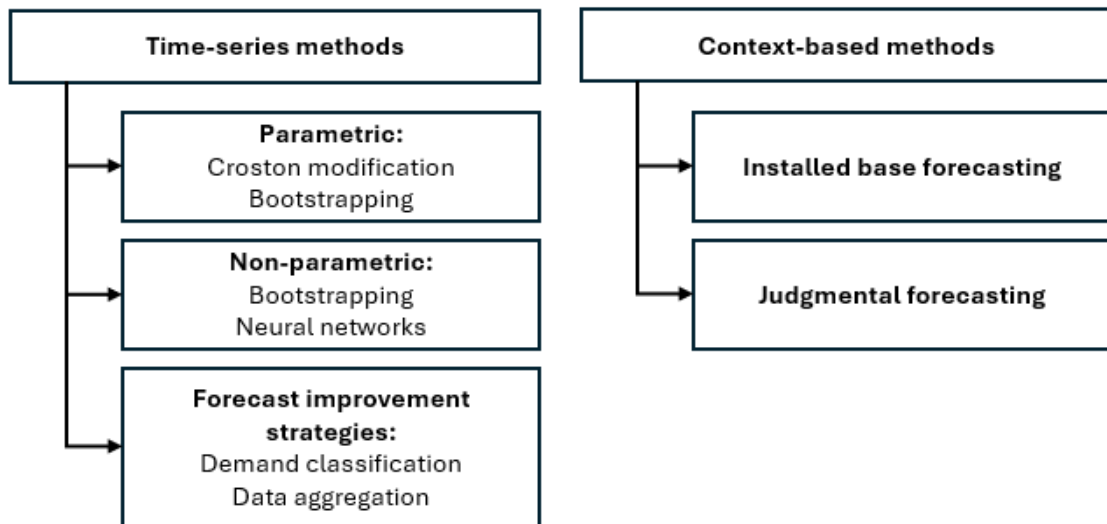 Time-series methods
Parametric:
Croston modification
Bootstrapping
Non-parametric:
Bootstrapping
Neural networks
Forecast improvement
strategies:
Demand classification
Data aggregation
Context-based methods
Installed base forecasting
Judgmental forecasting